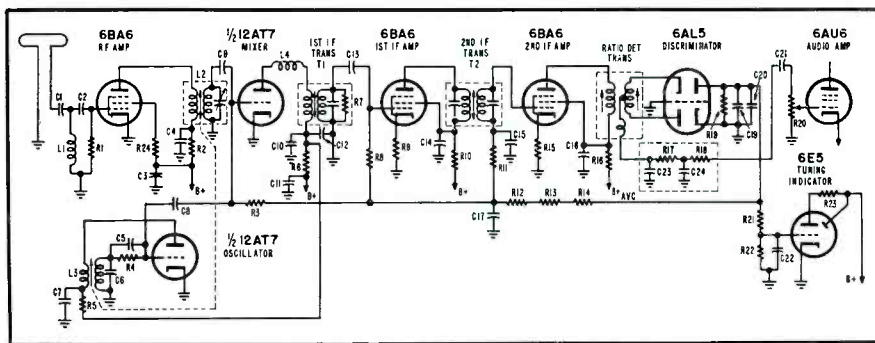 6BA6
RF AMP
½ 12AT7
MIXER
1ST IF
TRANS
T1
6BA6
1ST IF AMP
2ND IF
TRANS
T2
6BA6
2ND IF AMP
RATIO DET
TRANS
6AL5
DISCRIMINATOR
6AU6
AUDIO AMP
C1
C2
L1
R1
R24
C3
C4
L2
R2
B+
C9
L4
C13
R7
C10
C12
R6
C11
B+
R8
R9
C14
R10
B+
C15
R11
R15
C16
R16
B+
R17
R18
C23
C24
R19
C19
C20
C21
R20
C8
R3
C17
R12
R13
R14
AVC
½ 12AT7
OSCILLATOR
C5
R4
L3
C6
C7
R5
6E5
TUNING
INDICATOR
R23
R21
R22
C22
B+